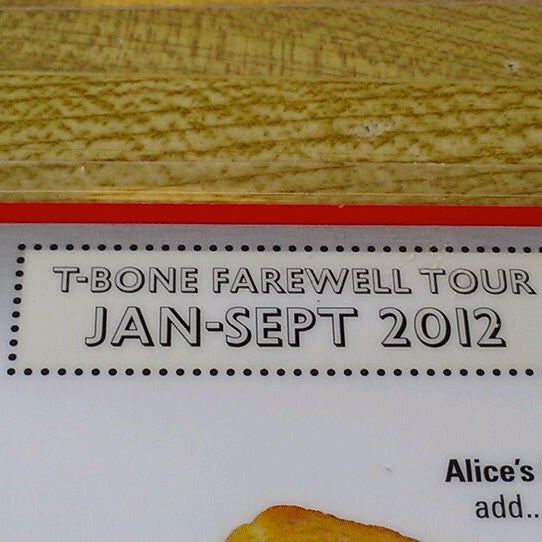 T-BONE FAREWELL TOUR
JAN-SEPT 2012
Alice's
add..